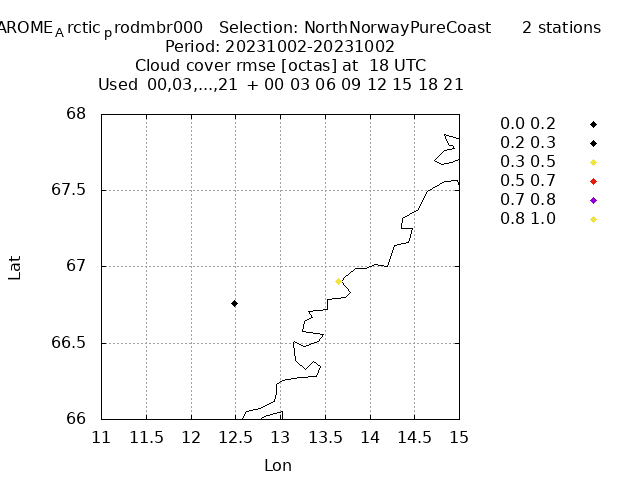 AROME_A rctic_p rodmbr000 Selection: NorthNorwayPureCoast 2 stations
Period: 20231002-20231002
Cloud cover rmse [octas] at 18 UTC
Used 00,03,...,21 + 00 03 06 09 12 15 18 21
68
67.5
67
66.5
66
Lat
11 11.5 12 12.5 13 13.5 14 14.5 15
Lon
0.0 0.2
0.2 0.3
0.3 0.5
0.5 0.7
0.7 0.8
0.8 1.0